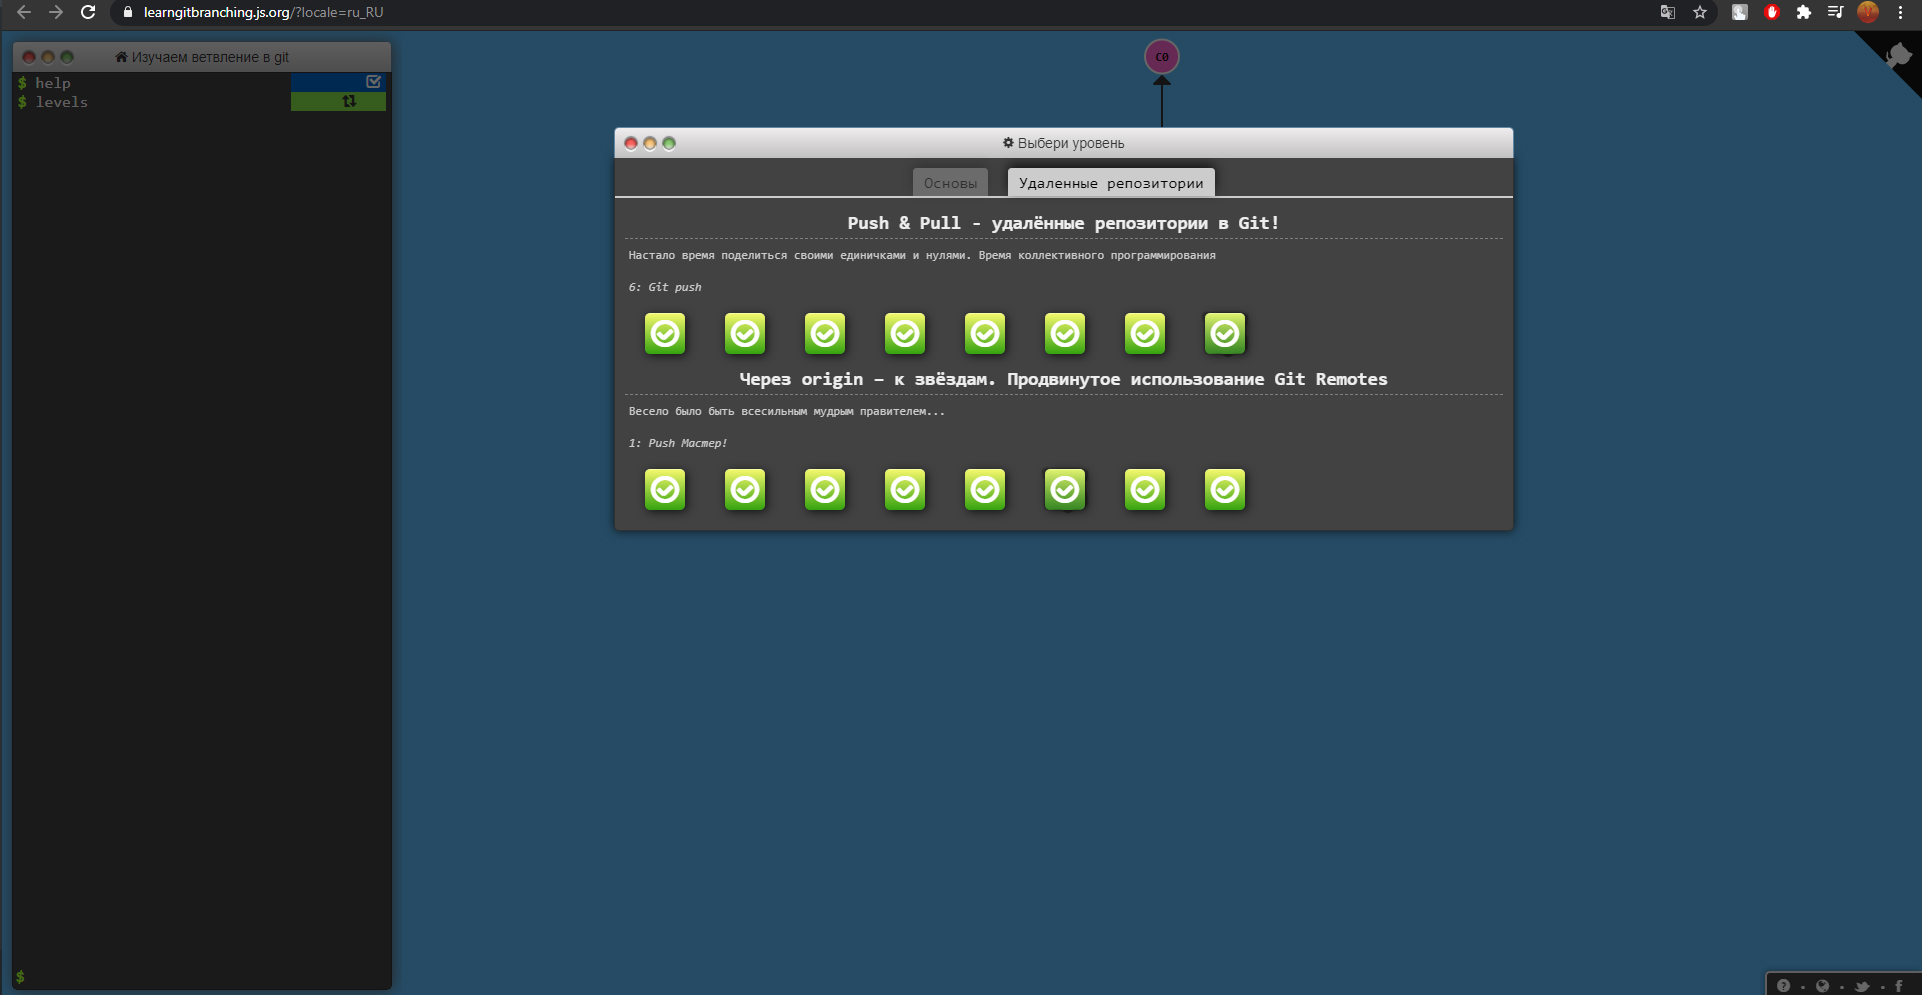 learngitbranching.js.org/?locale=ru_RU
Изучаем ветвление в git
$ help
$ levels
$
C0
Выбери уровень
Основы
Удаленные репозитории
Push & Pull - удалённые репозитории в Git!
Настало время поделиться своими единичками и нулями. Время коллективного программирования
6: Git push
Через origin – к звёздам. Продвинутое использование Git Remotes
Весело было быть всесильным мудрым правителем...
1: Push Мастер!